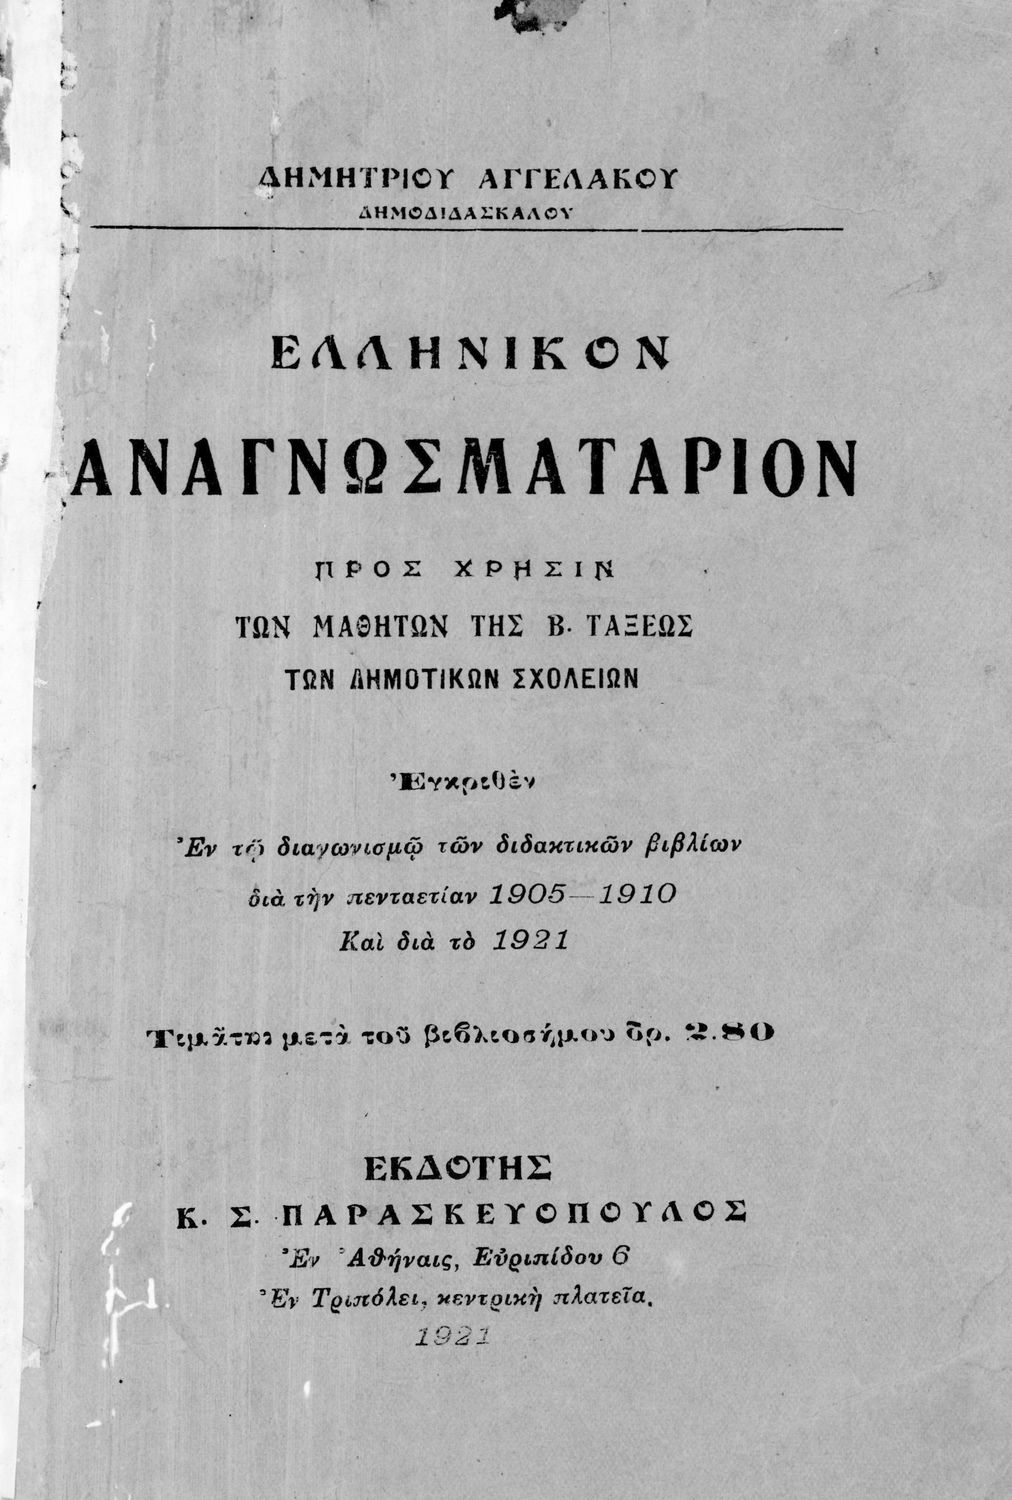 ΔΗΜΗΤΡΙΟΥ ΑΓΓΕΛΑΚΟΥ
ΔΗΜΟΔΙΔΑΣΚΑΛΟΥ
ΕΛΛΗΝΙΚΟΝ
ΑΝΑΓΝΩΣΜΑΤΑΡΙΟΝ
ΠΡΟΣ ΧΡΗΣΙΝ
ΤΩΝ ΜΑΘΗΤΩΝ ΤΗΣ Β. ΤΑΞΕΩΣ
ΤΩΝ ΔΗΜΟΤΙΚΩΝ ΣΧΟΛΕΙΩΝ
Ἐγκριθὲν
Ἐν τῷ διαγωνισμῷ τῶν διδακτικῶν βιβλίων
διὰ τὴν πενταετίαν 1905—1910
Καὶ διὰ τὸ 1921
Τιμᾶται μετὰ τοῦ βιβλιοσήμου δρ. 2.80
ΕΚΔΟΤΗΣ
Κ. Σ. ΠΑΡΑΣΚΕΥΟΠΟΥΛΟΣ
Ἐν Ἀθήναις, Εὐριπίδου 6
Ἐν Τριπόλει, κεντρικὴ πλατεῖα.
1921